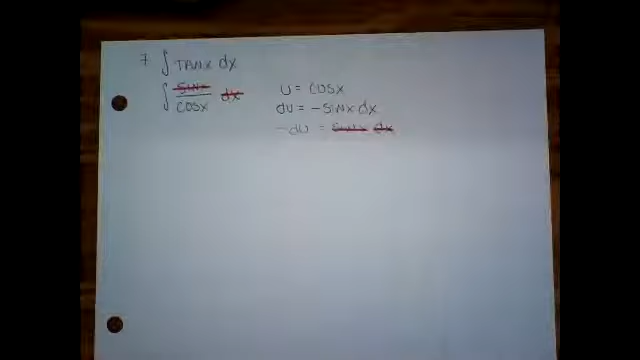 7 ∫ TANX dx
∫ SINX/COSX dx
U = COSX
du = -SINX dx
-du = SINX dx